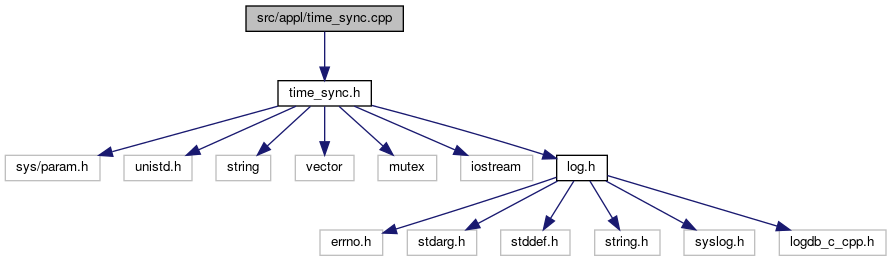 src/appl/time_sync.cpp
time_sync.h
sys/param.h
unistd.h
string
vector
mutex
iostream
log.h
errno.h
stdarg.h
stddef.h
string.h
syslog.h
logdb_c_cpp.h